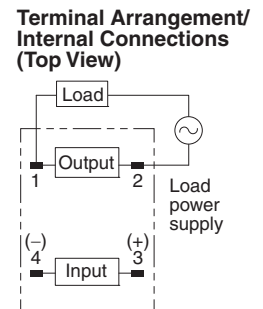 Terminal Arrangement/
Internal Connections
(Top View)
Load
Output
1
2
Load
power
supply
(−)
(+)
4
3
Input